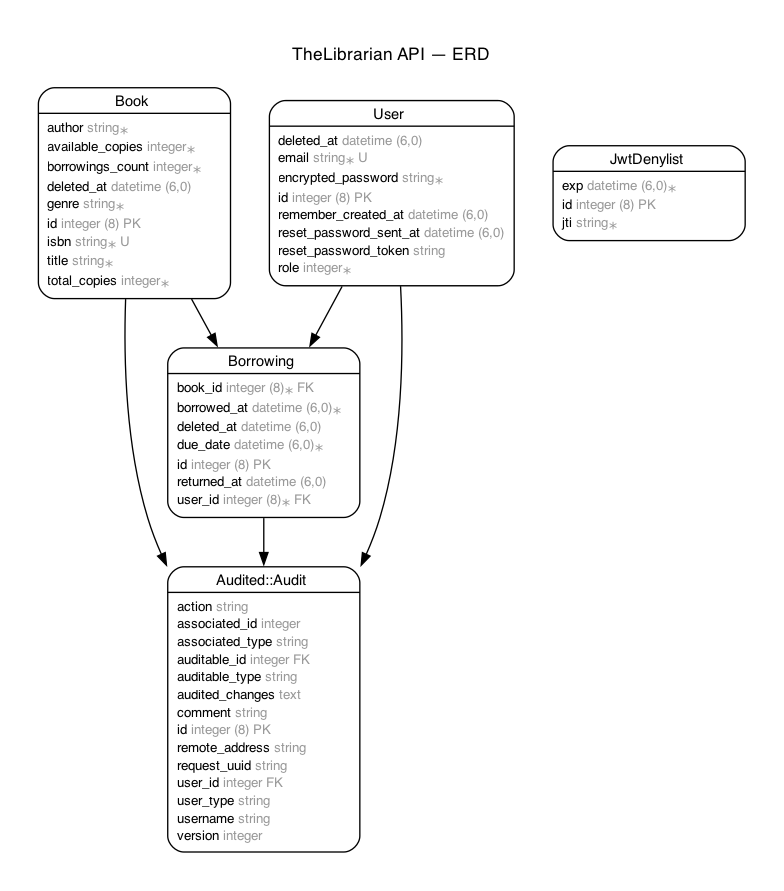 TheLibrarian API — ERD
Book
author string∗
available_copies integer∗
borrowings_count integer∗
deleted_at datetime (6,0)
genre string∗
id integer (8) PK
isbn string∗ U
title string∗
total_copies integer∗
User
deleted_at datetime (6,0)
email string∗ U
encrypted_password string∗
id integer (8) PK
remember_created_at datetime (6,0)
reset_password_sent_at datetime (6,0)
reset_password_token string
role integer∗
JwtDenylist
exp datetime (6,0)∗
id integer (8) PK
jti string∗
Borrowing
book_id integer (8)∗ FK
borrowed_at datetime (6,0)∗
deleted_at datetime (6,0)
due_date datetime (6,0)∗
id integer (8) PK
returned_at datetime (6,0)
user_id integer (8)∗ FK
Audited::Audit
action string
associated_id integer
associated_type string
auditable_id integer FK
auditable_type string
audited_changes text
comment string
id integer (8) PK
remote_address string
request_uuid string
user_id integer FK
user_type string
username string
version integer